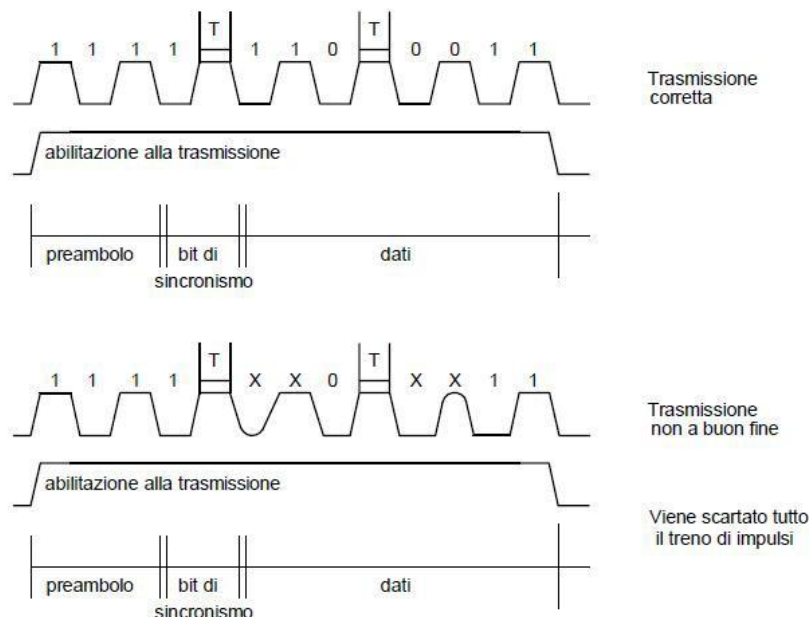 T T
1 1 1 1 1 1 0 0 0 1 1
Trasmissione
corretta
abilitazione alla trasmissione
preambolo bit di dati
sincronismo
T T
1 1 1 1 X X 0 X X 1 1
Trasmissione
non a buon fine
abilitazione alla trasmissione
Viene scartato tutto
il treno di impulsi
preambolo bit di dati
sincronismo